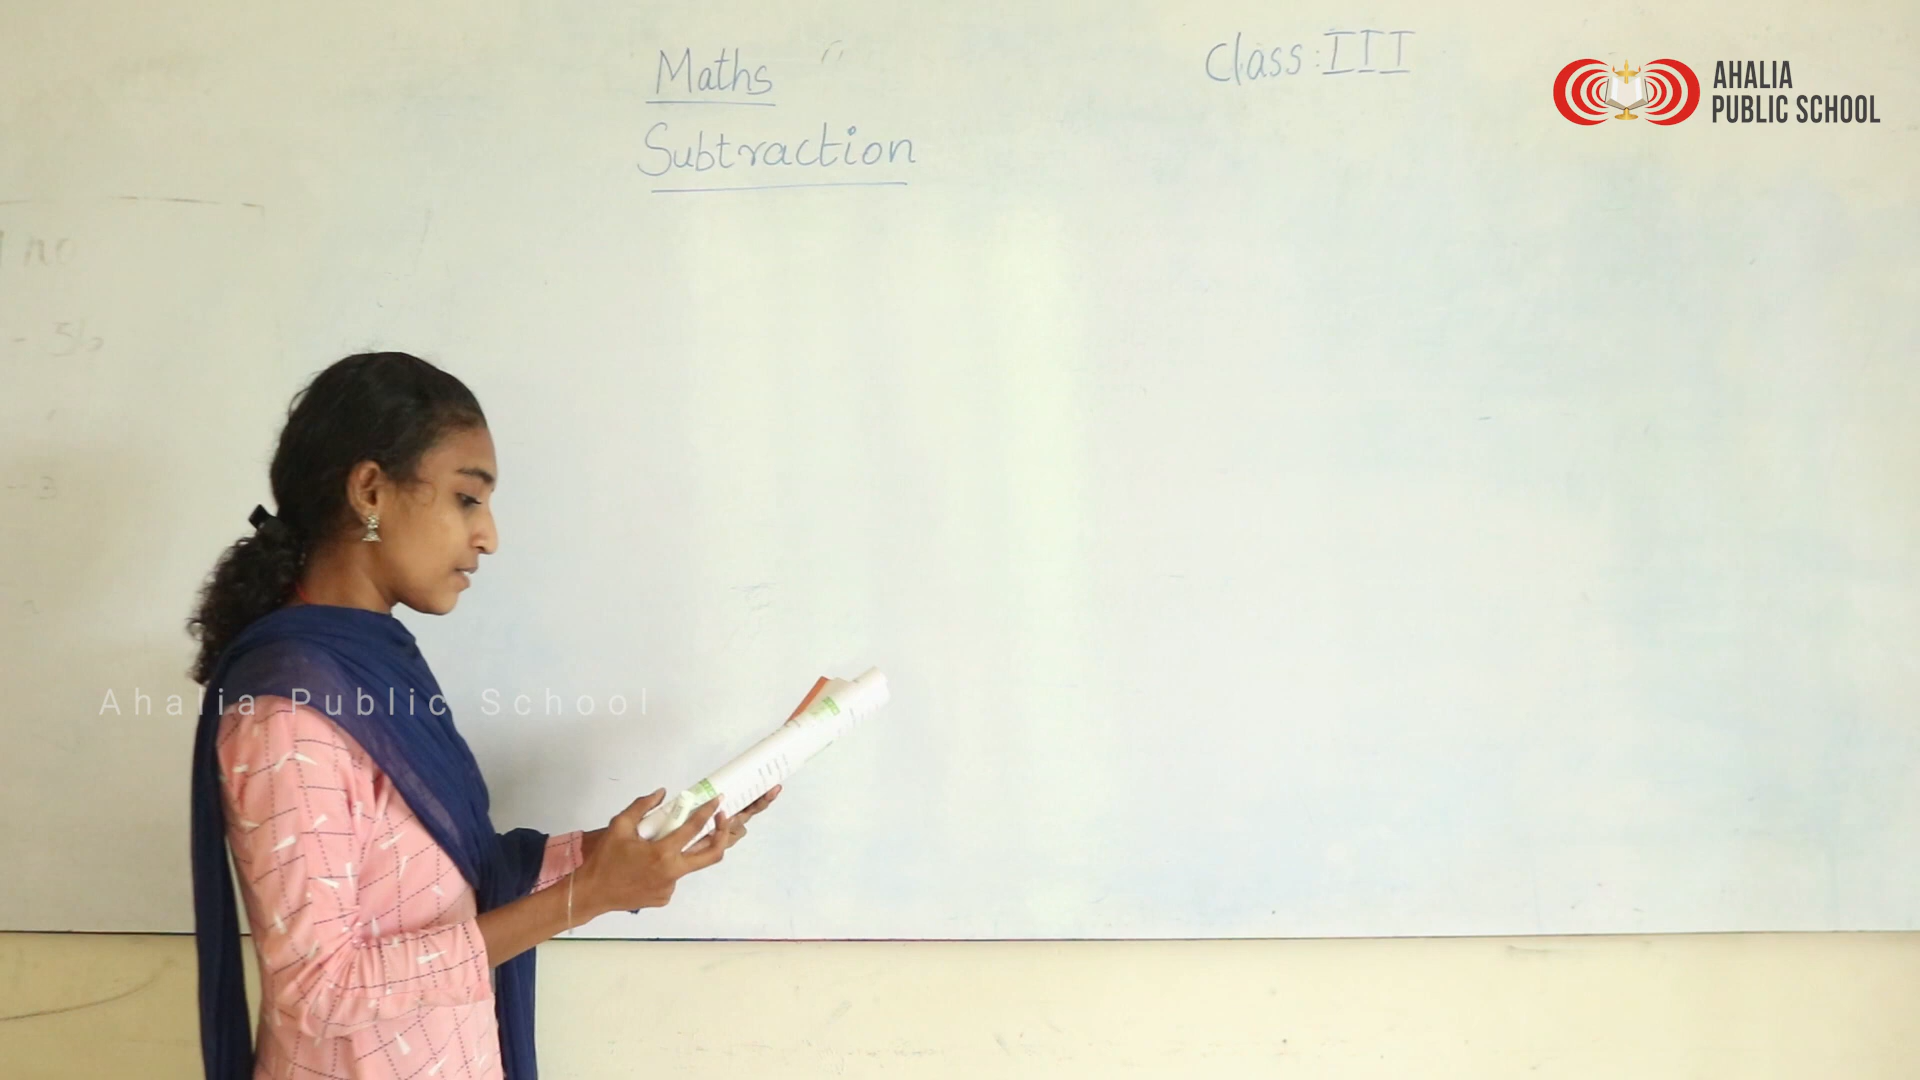 Maths
Class: III
Subtraction
AHALIA
PUBLIC SCHOOL
Ahalia Public School